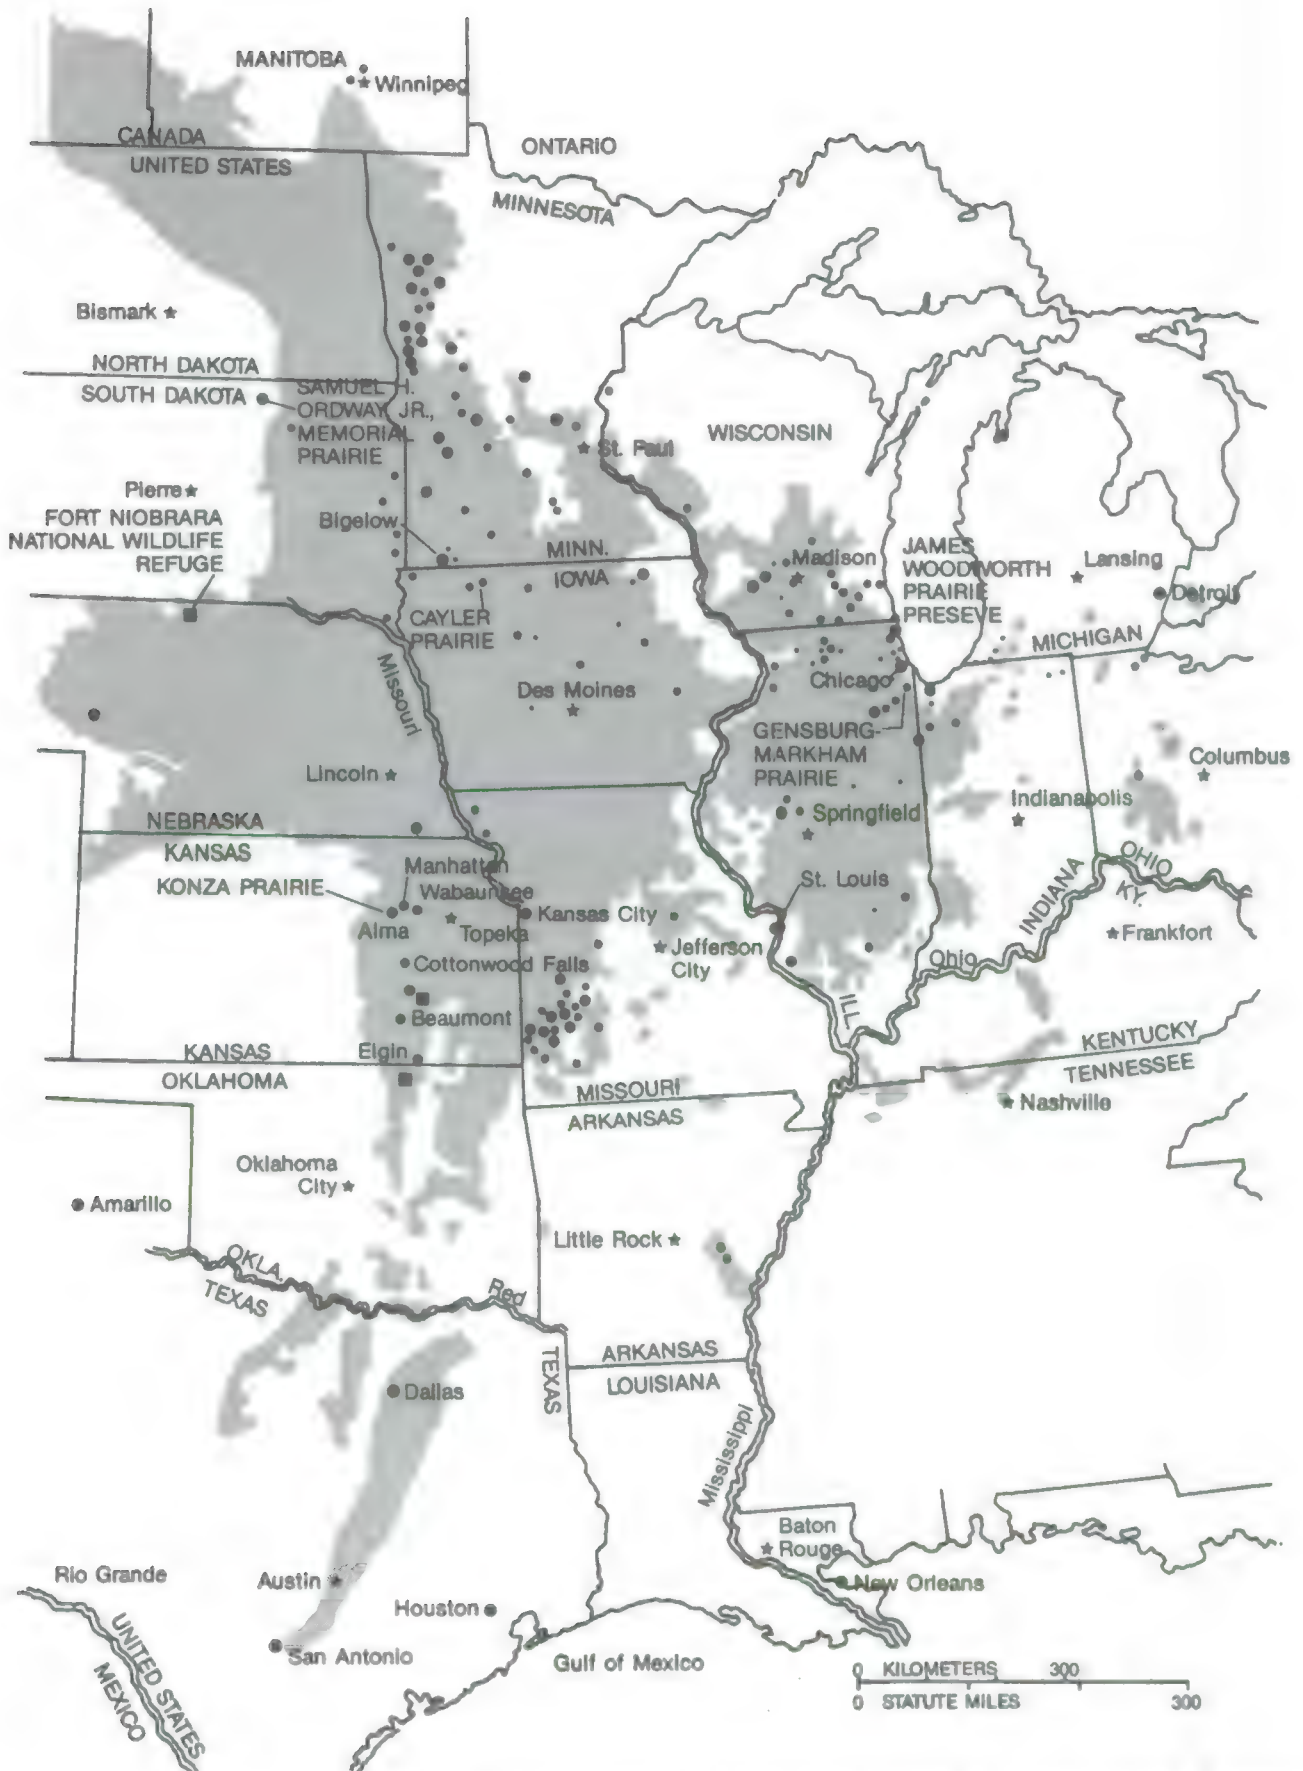 MANITOBA
Winnipeg
CANADA
UNITED STATES
ONTARIO
MINNESOTA
Bismark
NORTH DAKOTA
SOUTH DAKOTA
SAMUEL H.
ORDWAY, JR.,
MEMORIAL
PRAIRIE
WISCONSIN
St. Paul
Pierre
FORT NIOBRARA
NATIONAL WILDLIFE
REFUGE
Bigelow
MINN.
IOWA
Madison
JAMES
WOODWORTH
PRAIRIE
PRESEVE
Lansing
Detroit
CAYLER
PRAIRIE
MICHIGAN
Missouri
Des Moines
Chicago
GENSBURG-
MARKHAM
PRAIRIE
Columbus
Lincoln
Indianapolis
Springfield
NEBRASKA
KANSAS
OHIO
KY.
INDIANA
Manhattan
KONZA PRAIRIE
Wabaunsee
St. Louis
Kansas City
Alma
Topeka
Jefferson
City
Frankfort
Ohio
Cottonwood Falls
ILL.
Beaumont
KANSAS
Elgin
OKLAHOMA
KENTUCKY
TENNESSEE
MISSOURI
ARKANSAS
Nashville
Oklahoma
City
Amarillo
Little Rock
OKLA.
TEXAS
Red
TEXAS
ARKANSAS
LOUISIANA
Dallas
Mississippi
Baton
Rouge
Rio Grande
Austin
New Orleans
Houston
UNITED STATES
MEXICO
San Antonio
Gulf of Mexico
0 KILOMETERS 300
0 STATUTE MILES 300